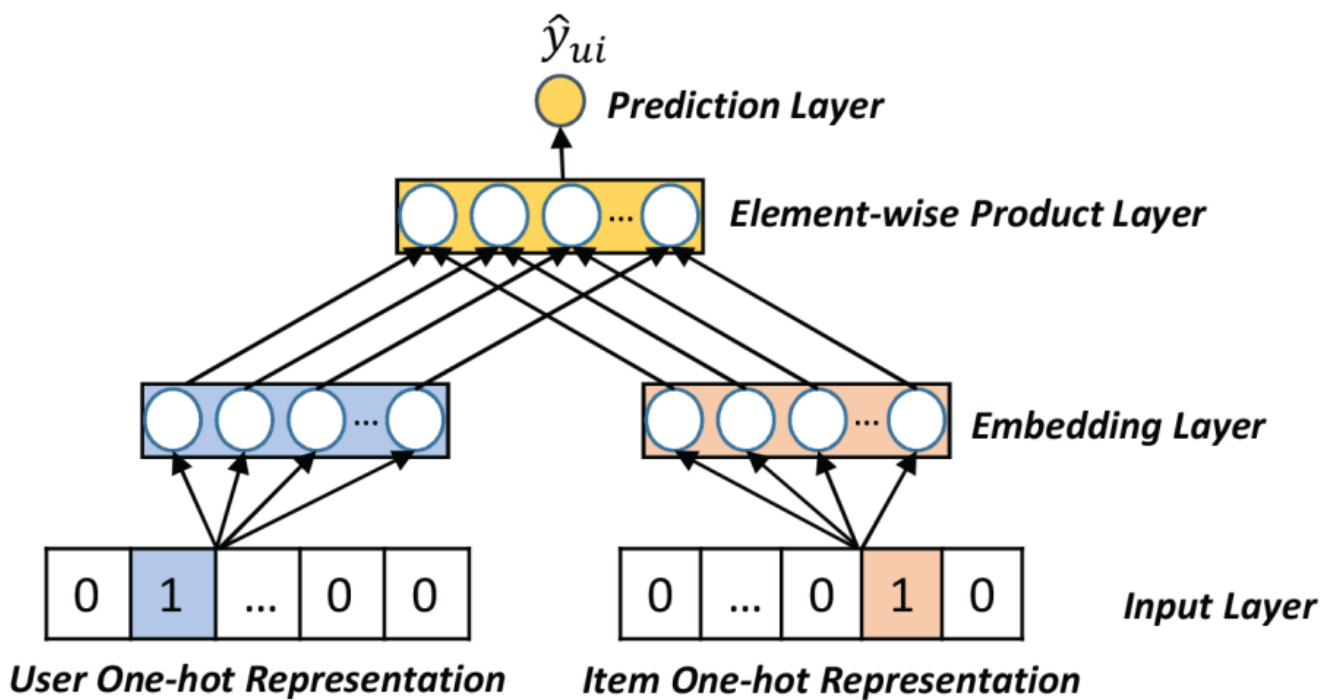 ŷui
Prediction Layer
... Element-wise Product Layer
... ... Embedding Layer
0 1 ... 0 0 0 ... 0 1 0 Input Layer
User One-hot Representation Item One-hot Representation